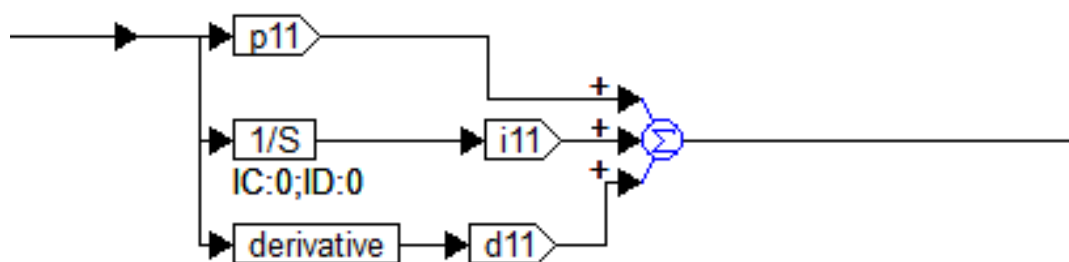 p11
+
1/S
i11
+
IC:0;ID:0
+
Σ
derivative
d11